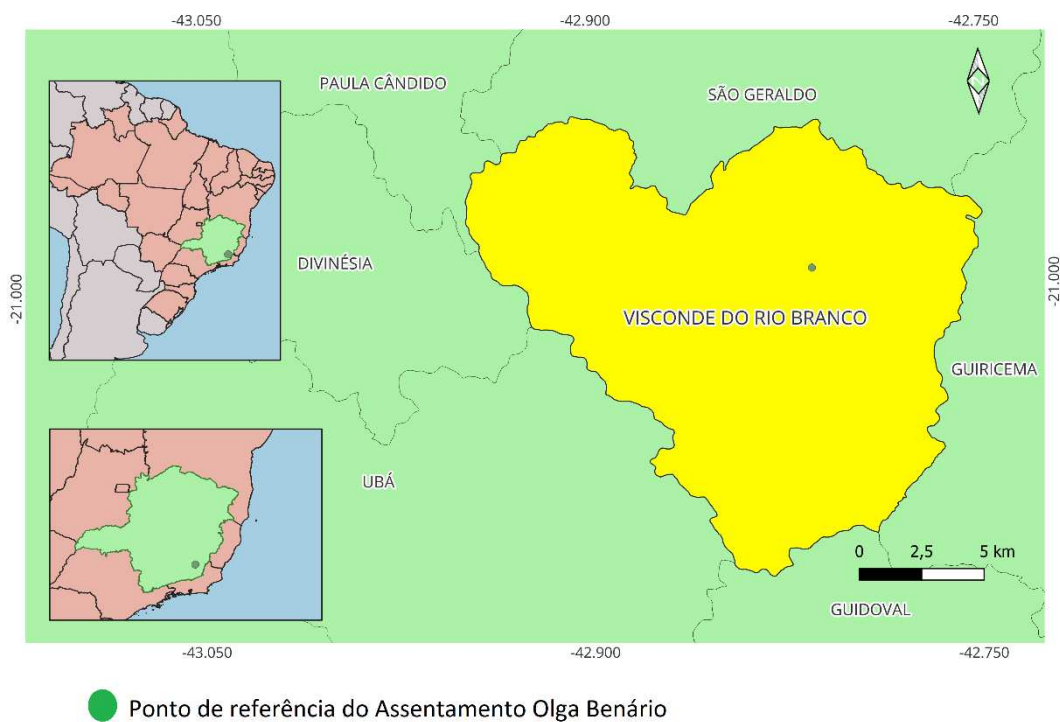 -43.050
-42.900
-42.750
PAULA CÂNDIDO
SÃO GERALDO
DIVINÉSIA
-21.000
-21.000
VISCONDE DO RIO BRANCO
GUIRICEMA
UBÁ
0 2,5 5 km
GUIDOVAL
-43.050
-42.900
-42.750
Ponto de referência do Assentamento Olga Benário